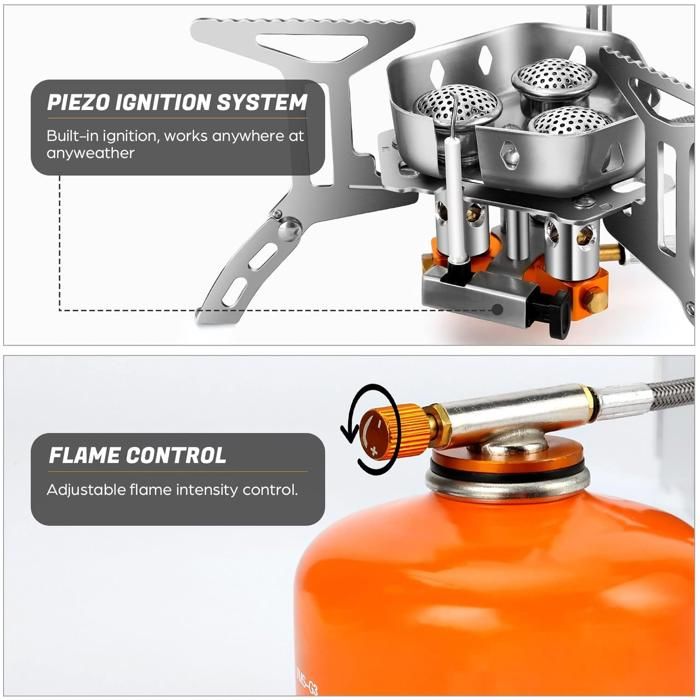 PIEZO IGNITION SYSTEM
Built-in ignition, works anywhere at
anyweather
FLAME CONTROL
Adjustable flame intensity control.